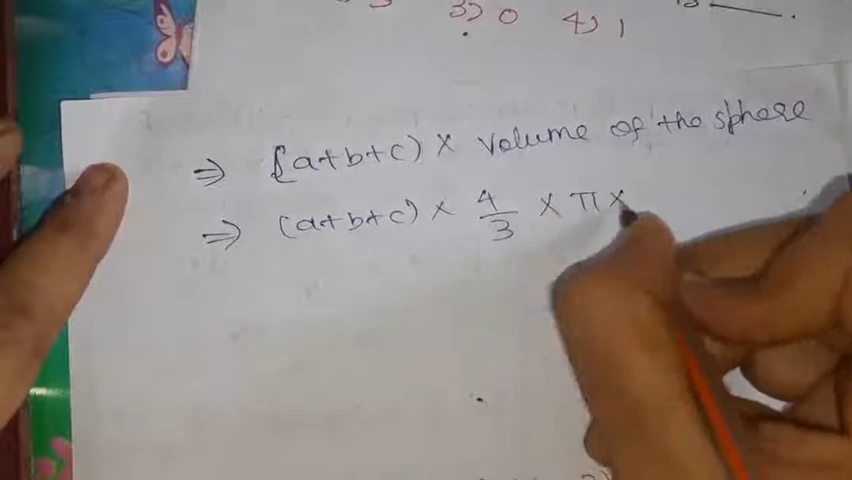 3) 0 4) 1
⇒ (a+b+c) × volume of the sphere
⇒ (a+b+c) × 4/3 × π ×